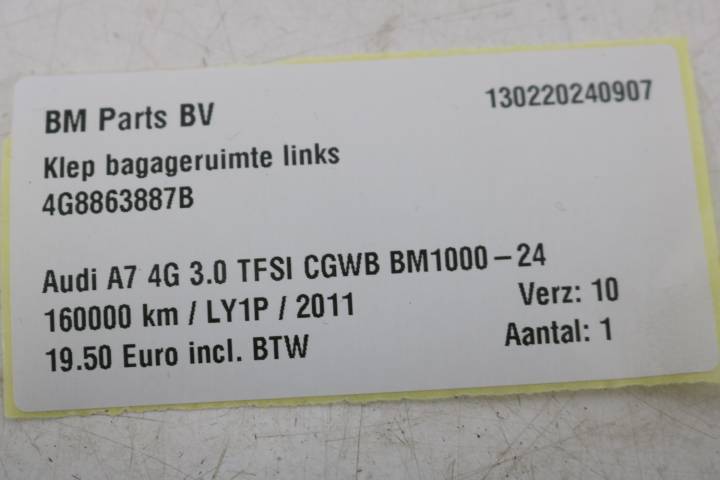 BM Parts BV 130220240907
Klep bagageruimte links
4G8863887B
Audi A7 4G 3.0 TFSI CGWB BM1000-24
160000 km / LY1P / 2011 Verz: 10
19.50 Euro incl. BTW Aantal: 1